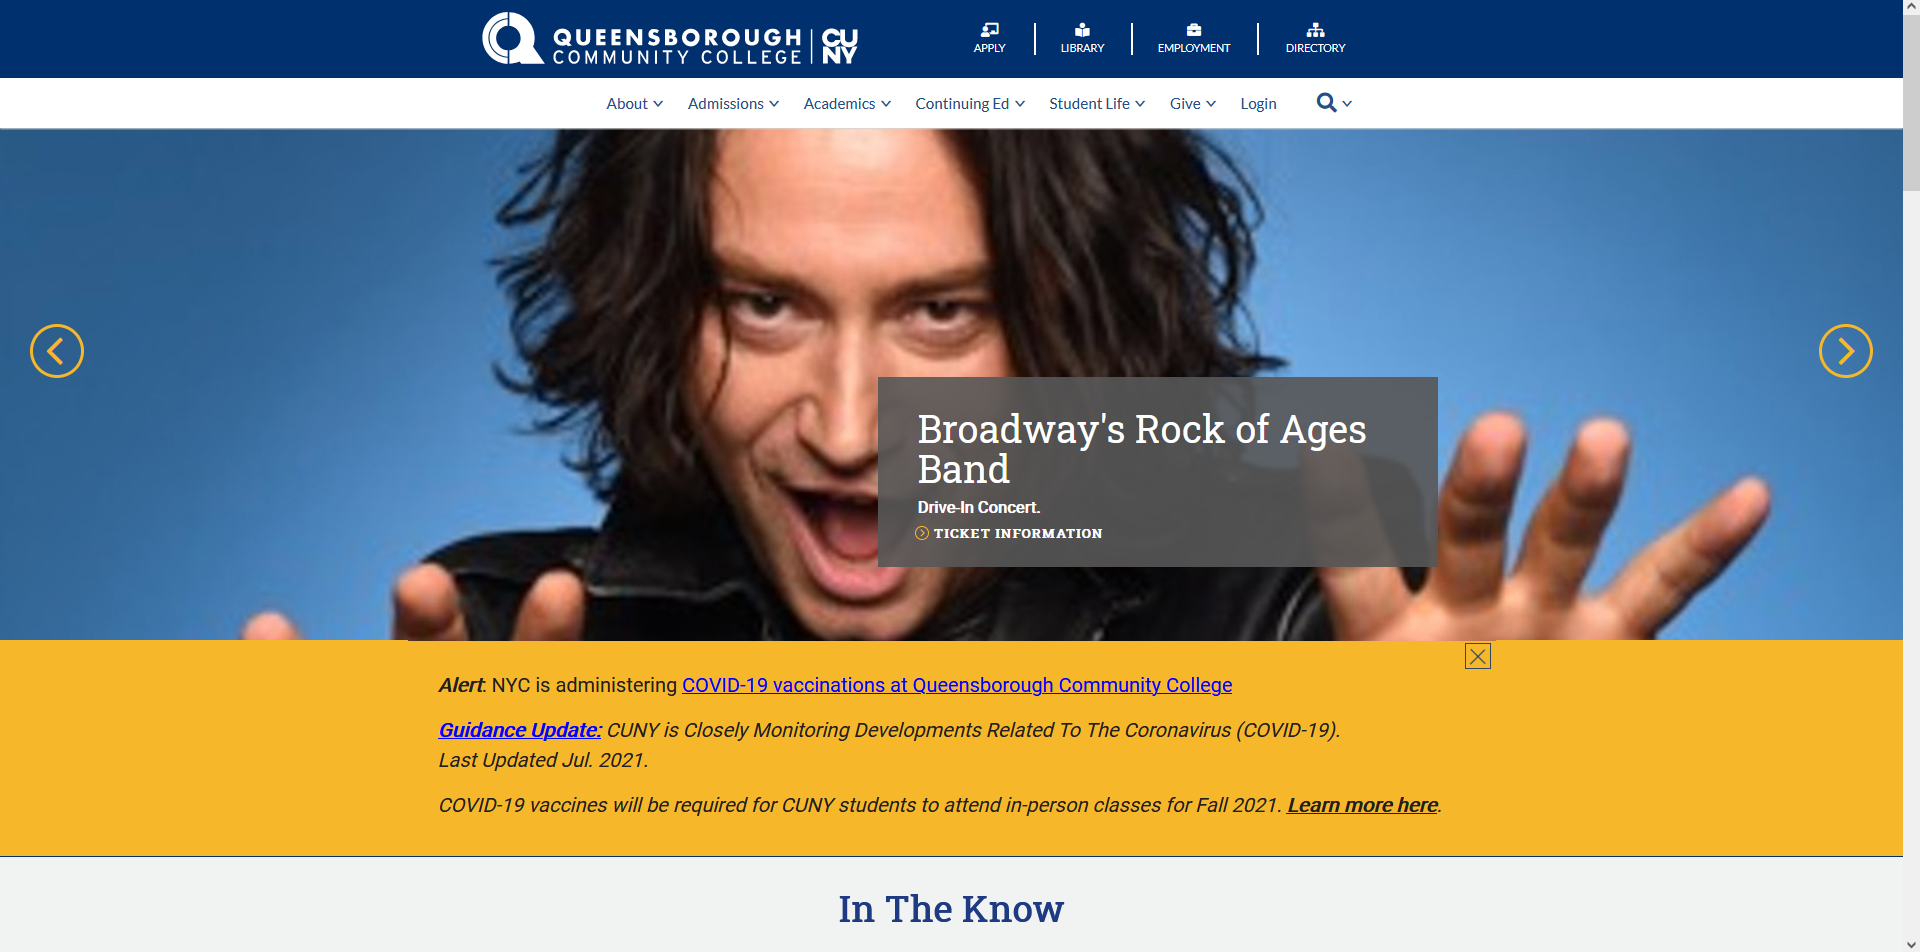 QUEENSBOROUGH
COMMUNITY COLLEGE
CU
NY
APPLY
LIBRARY
EMPLOYMENT
DIRECTORY
About
Admissions
Academics
Continuing Ed
Student Life
Give
Login
Broadway's Rock of Ages
Band
Drive-In Concert.
TICKET INFORMATION
Alert: NYC is administering COVID-19 vaccinations at Queensborough Community College
Guidance Update: CUNY is Closely Monitoring Developments Related To The Coronavirus (COVID-19).
Last Updated Jul. 2021.
COVID-19 vaccines will be required for CUNY students to attend in-person classes for Fall 2021. Learn more here.
In The Know